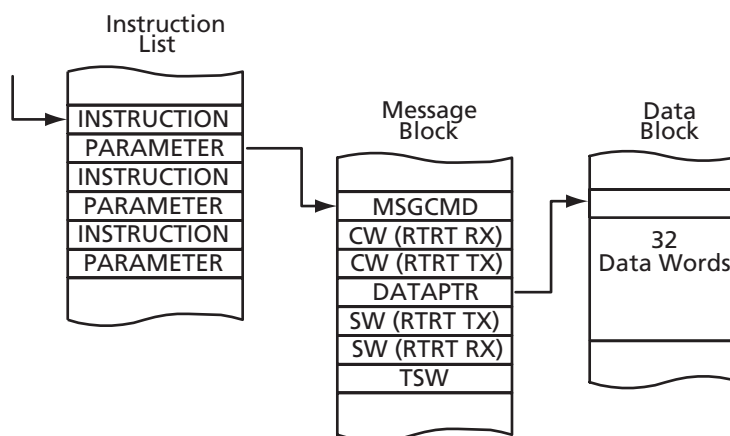 Instruction
List
INSTRUCTION
PARAMETER
INSTRUCTION
PARAMETER
INSTRUCTION
PARAMETER
Message
Block
MSGCMD
CW (RTRT RX)
CW (RTRT TX)
DATAPTR
SW (RTRT TX)
SW (RTRT RX)
TSW
Data
Block
32
Data Words